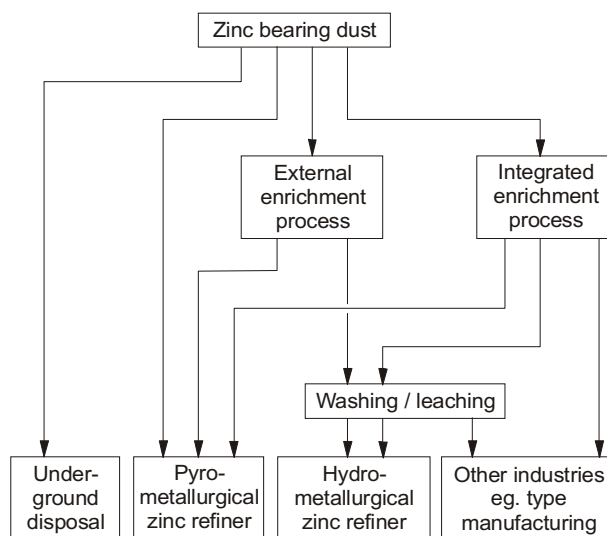 Zinc bearing dust
External
enrichment
process
Integrated
enrichment
process
Washing / leaching
Under-
ground
disposal
Pyro-
metallurgical
zinc refiner
Hydro-
metallurgical
zinc refiner
Other industries
eg. type
manufacturing